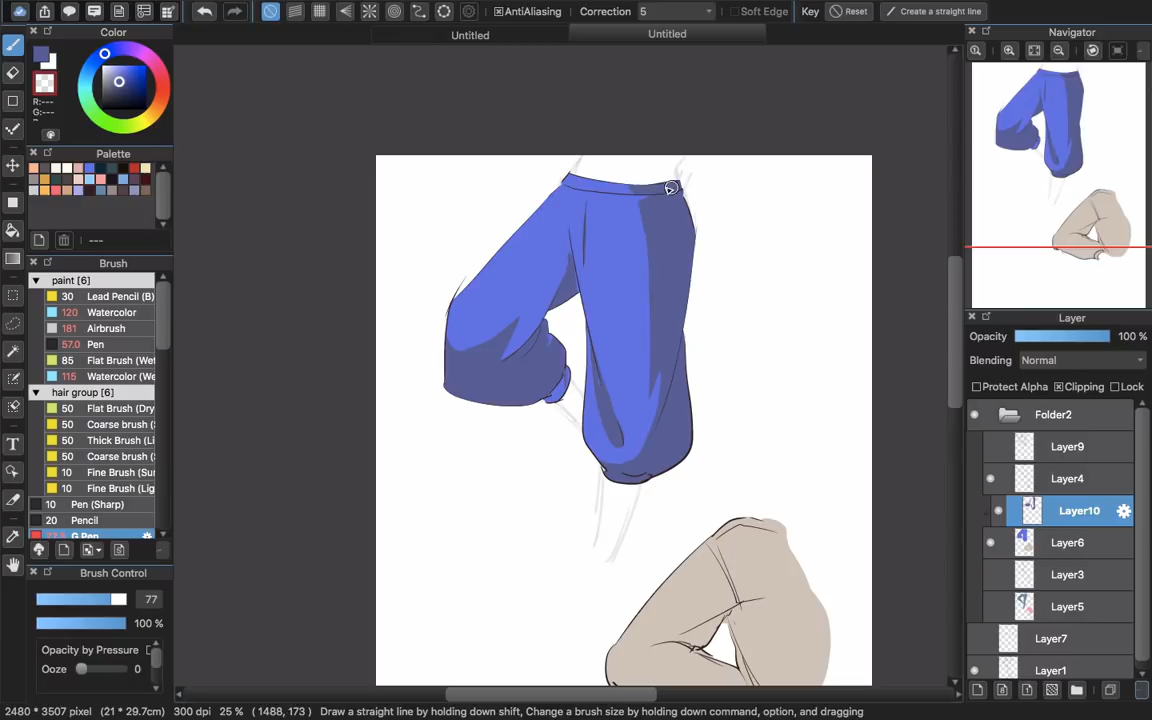 AntiAliasing Correction 5 Soft Edge Key Reset Create a straight line
Untitled Untitled
Color
R:---
G:---
Palette
---
Brush
paint [6]
30 Lead Pencil (B)
120 Watercolor
181 Airbrush
57.0 Pen
85 Flat Brush (Wet
115 Watercolor (We
hair group [6]
50 Flat Brush (Dry
50 Coarse brush (
50 Thick Brush (Li
50 Coarse brush (
10 Fine Brush (Sur
10 Fine Brush (Lig
10 Pen (Sharp)
20 Pencil
G Pen
Brush Control
77
100 %
Opacity by Pressure
Ooze 0
Navigator
Layer
Opacity 100 %
Blending Normal
Protect Alpha Clipping Lock
Folder2
Layer9
Layer4
Layer10
Layer6
Layer3
Layer5
Layer7
Layer1
2480 * 3507 pixel (21 * 29.7cm) 300 dpi 25 % ( 1488, 173 ) Draw a straight line by holding down shift, Change a brush size by holding down command, option, and dragging